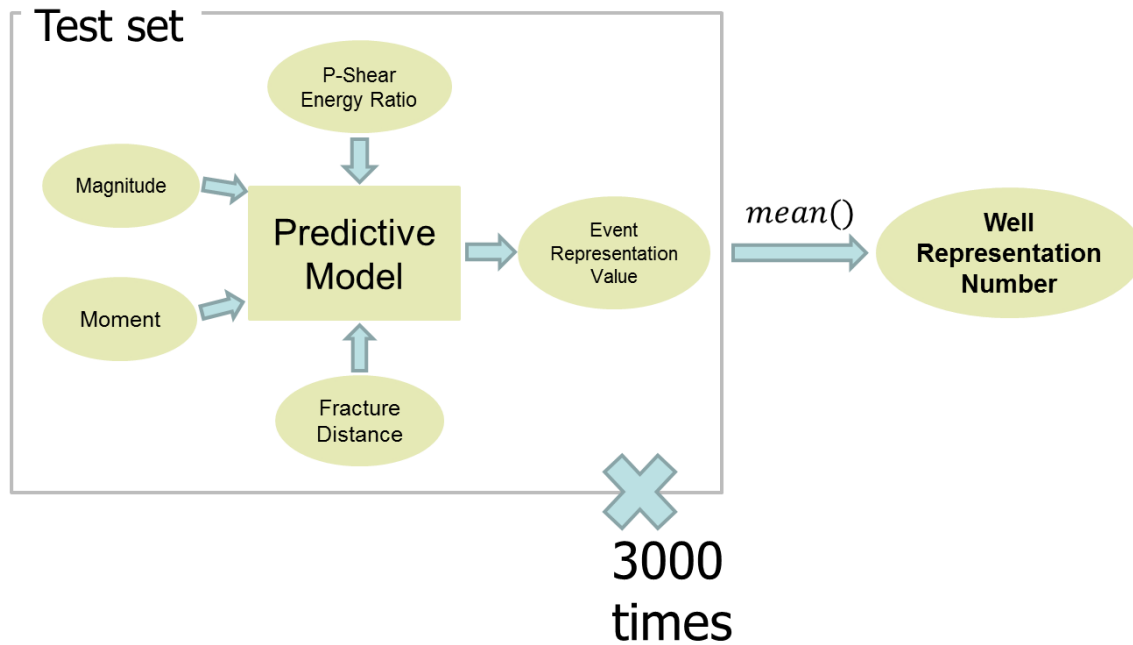 Test set
P-Shear
Energy Ratio
Magnitude
Predictive
Model
Moment
Fracture
Distance
Event
Representation
Value
mean()
Well
Representation
Number
3000
times